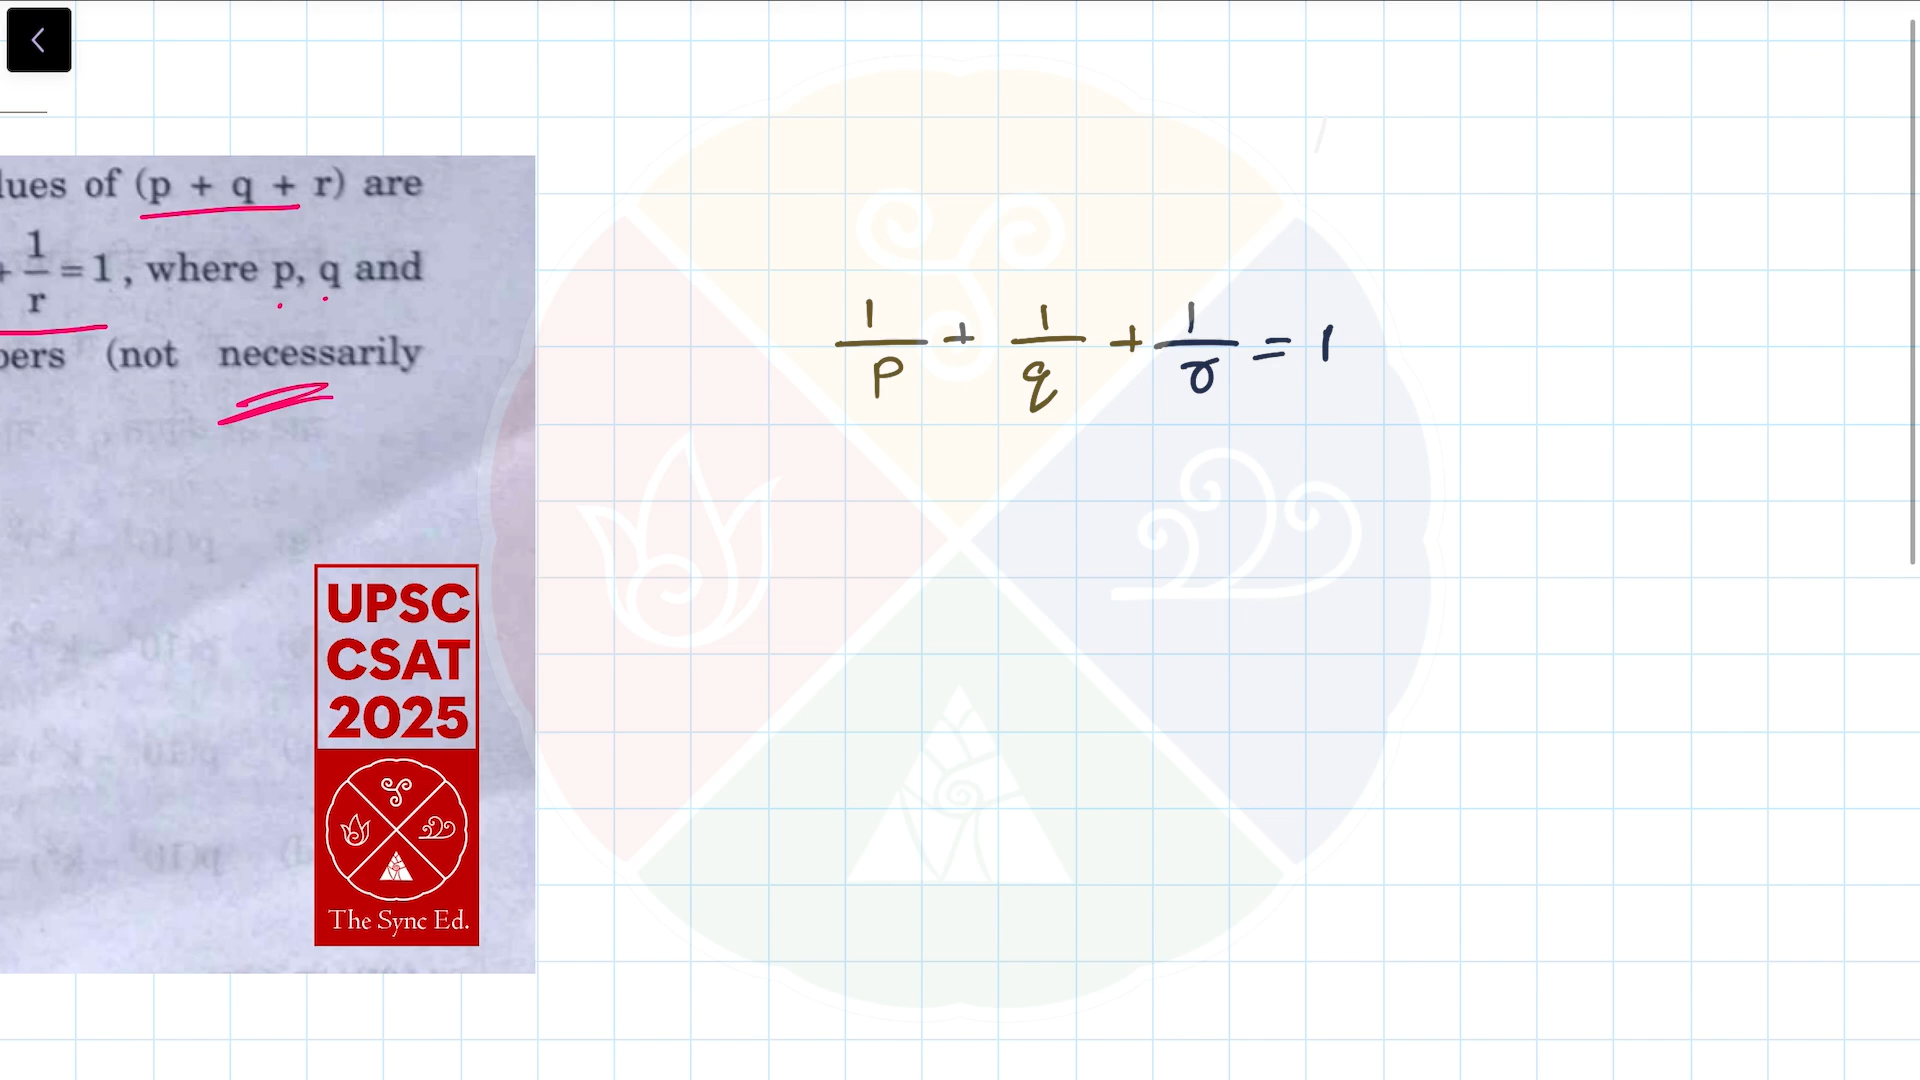 lues of (p + q + r) are
+ 1/r = 1, where p, q and
bers (not necessarily
1/p + 1/q + 1/r = 1
UPSC
CSAT
2025
The Sync Ed.